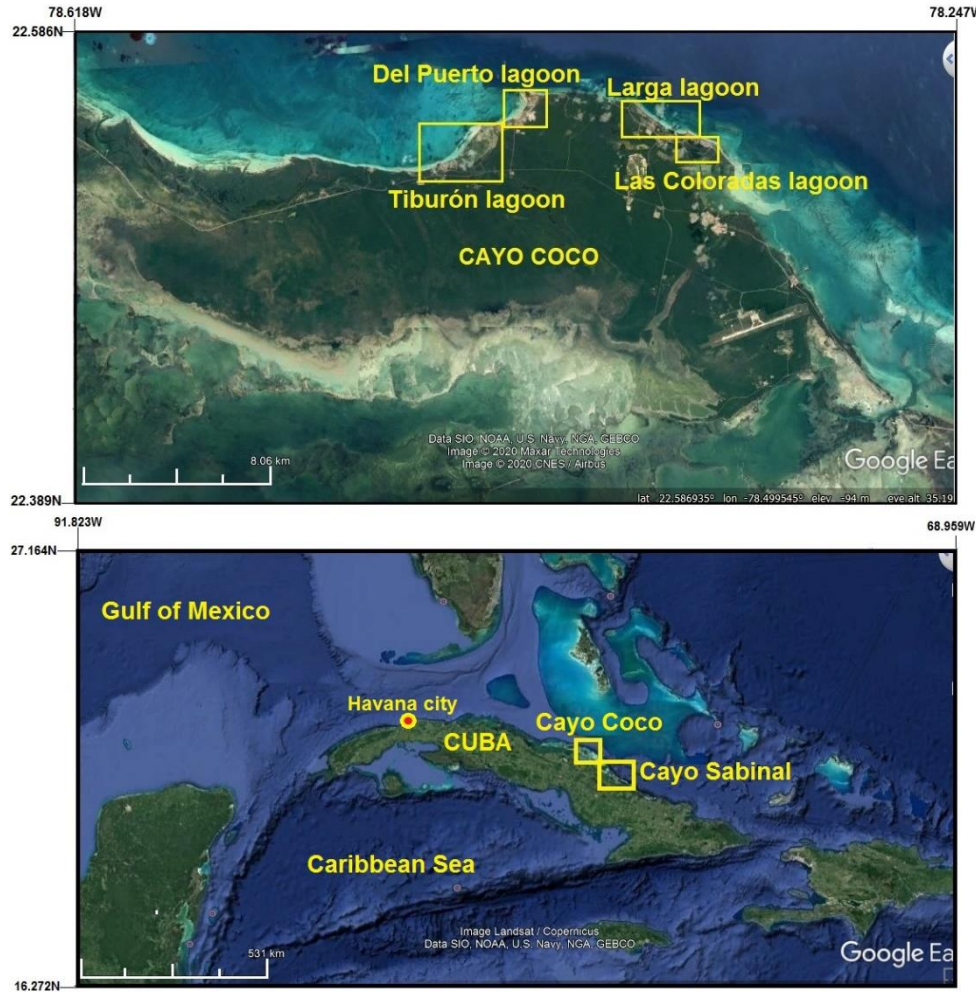 78.618W
78.247W
22.586N
Del Puerto lagoon
Larga lagoon
Las Coloradas lagoon
Tiburón lagoon
CAYO COCO
Data SIO, NOAA, U.S. Navy, NGA, GEBCO
Image © 2020 Maxar Technologies
Image © 2020 CNES / Airbus
8.06 km
Google Ea
22.389N
lat 22.586935° lon -78.499545° elev -94 m eye alt 35.19
91.823W
68.959W
27.164N
Gulf of Mexico
Havana city
CUBA
Cayo Coco
Cayo Sabinal
Caribbean Sea
Image Landsat / Copernicus
Data SIO, NOAA, U.S. Navy, NGA, GEBCO
531 km
Google Ea
16.272N